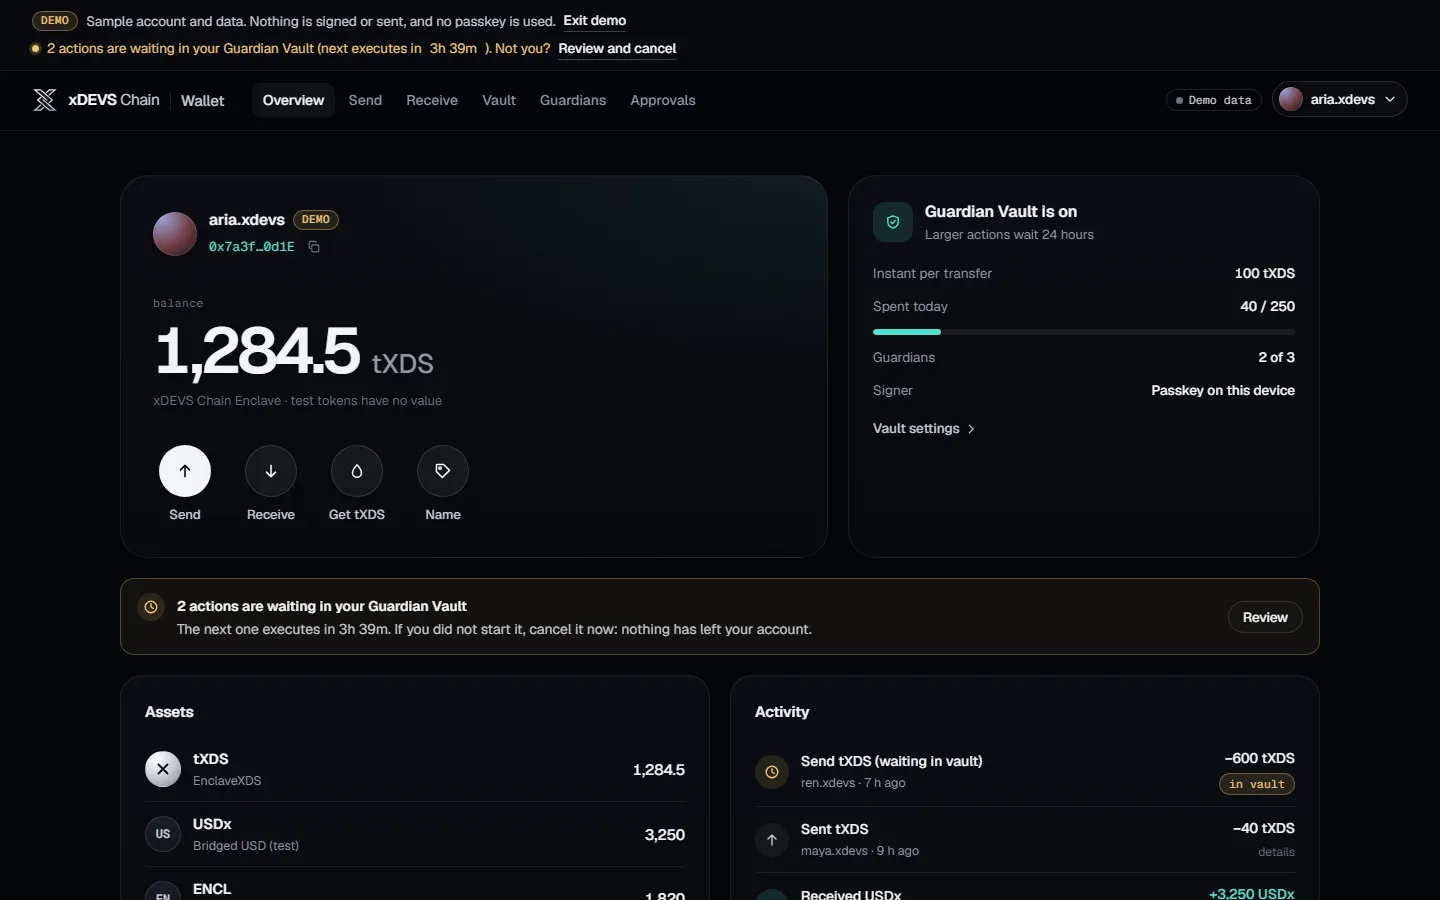 DEMO Sample account and data. Nothing is signed or sent, and no passkey is used. Exit demo
2 actions are waiting in your Guardian Vault (next executes in 3h 39m ). Not you? Review and cancel
xDEVS Chain Wallet Overview Send Receive Vault Guardians Approvals Demo data aria.xdevs
aria.xdevs DEMO
0x7a3f…0d1E
balance
1,284.5 tXDS
xDEVS Chain Enclave · test tokens have no value
Send Receive Get tXDS Name
Guardian Vault is on
Larger actions wait 24 hours
Instant per transfer 100 tXDS
Spent today 40 / 250
Guardians 2 of 3
Signer Passkey on this device
Vault settings
2 actions are waiting in your Guardian Vault
The next one executes in 3h 39m. If you did not start it, cancel it now: nothing has left your account.
Review
Assets
tXDS
EnclaveXDS
1,284.5
US
USDx
Bridged USD (test)
3,250
EN
ENCL
1,820
Activity
Send tXDS (waiting in vault) −600 tXDS
ren.xdevs · 7 h ago in vault
Sent tXDS −40 tXDS
maya.xdevs · 9 h ago details
Received USDx +3,250 USDx